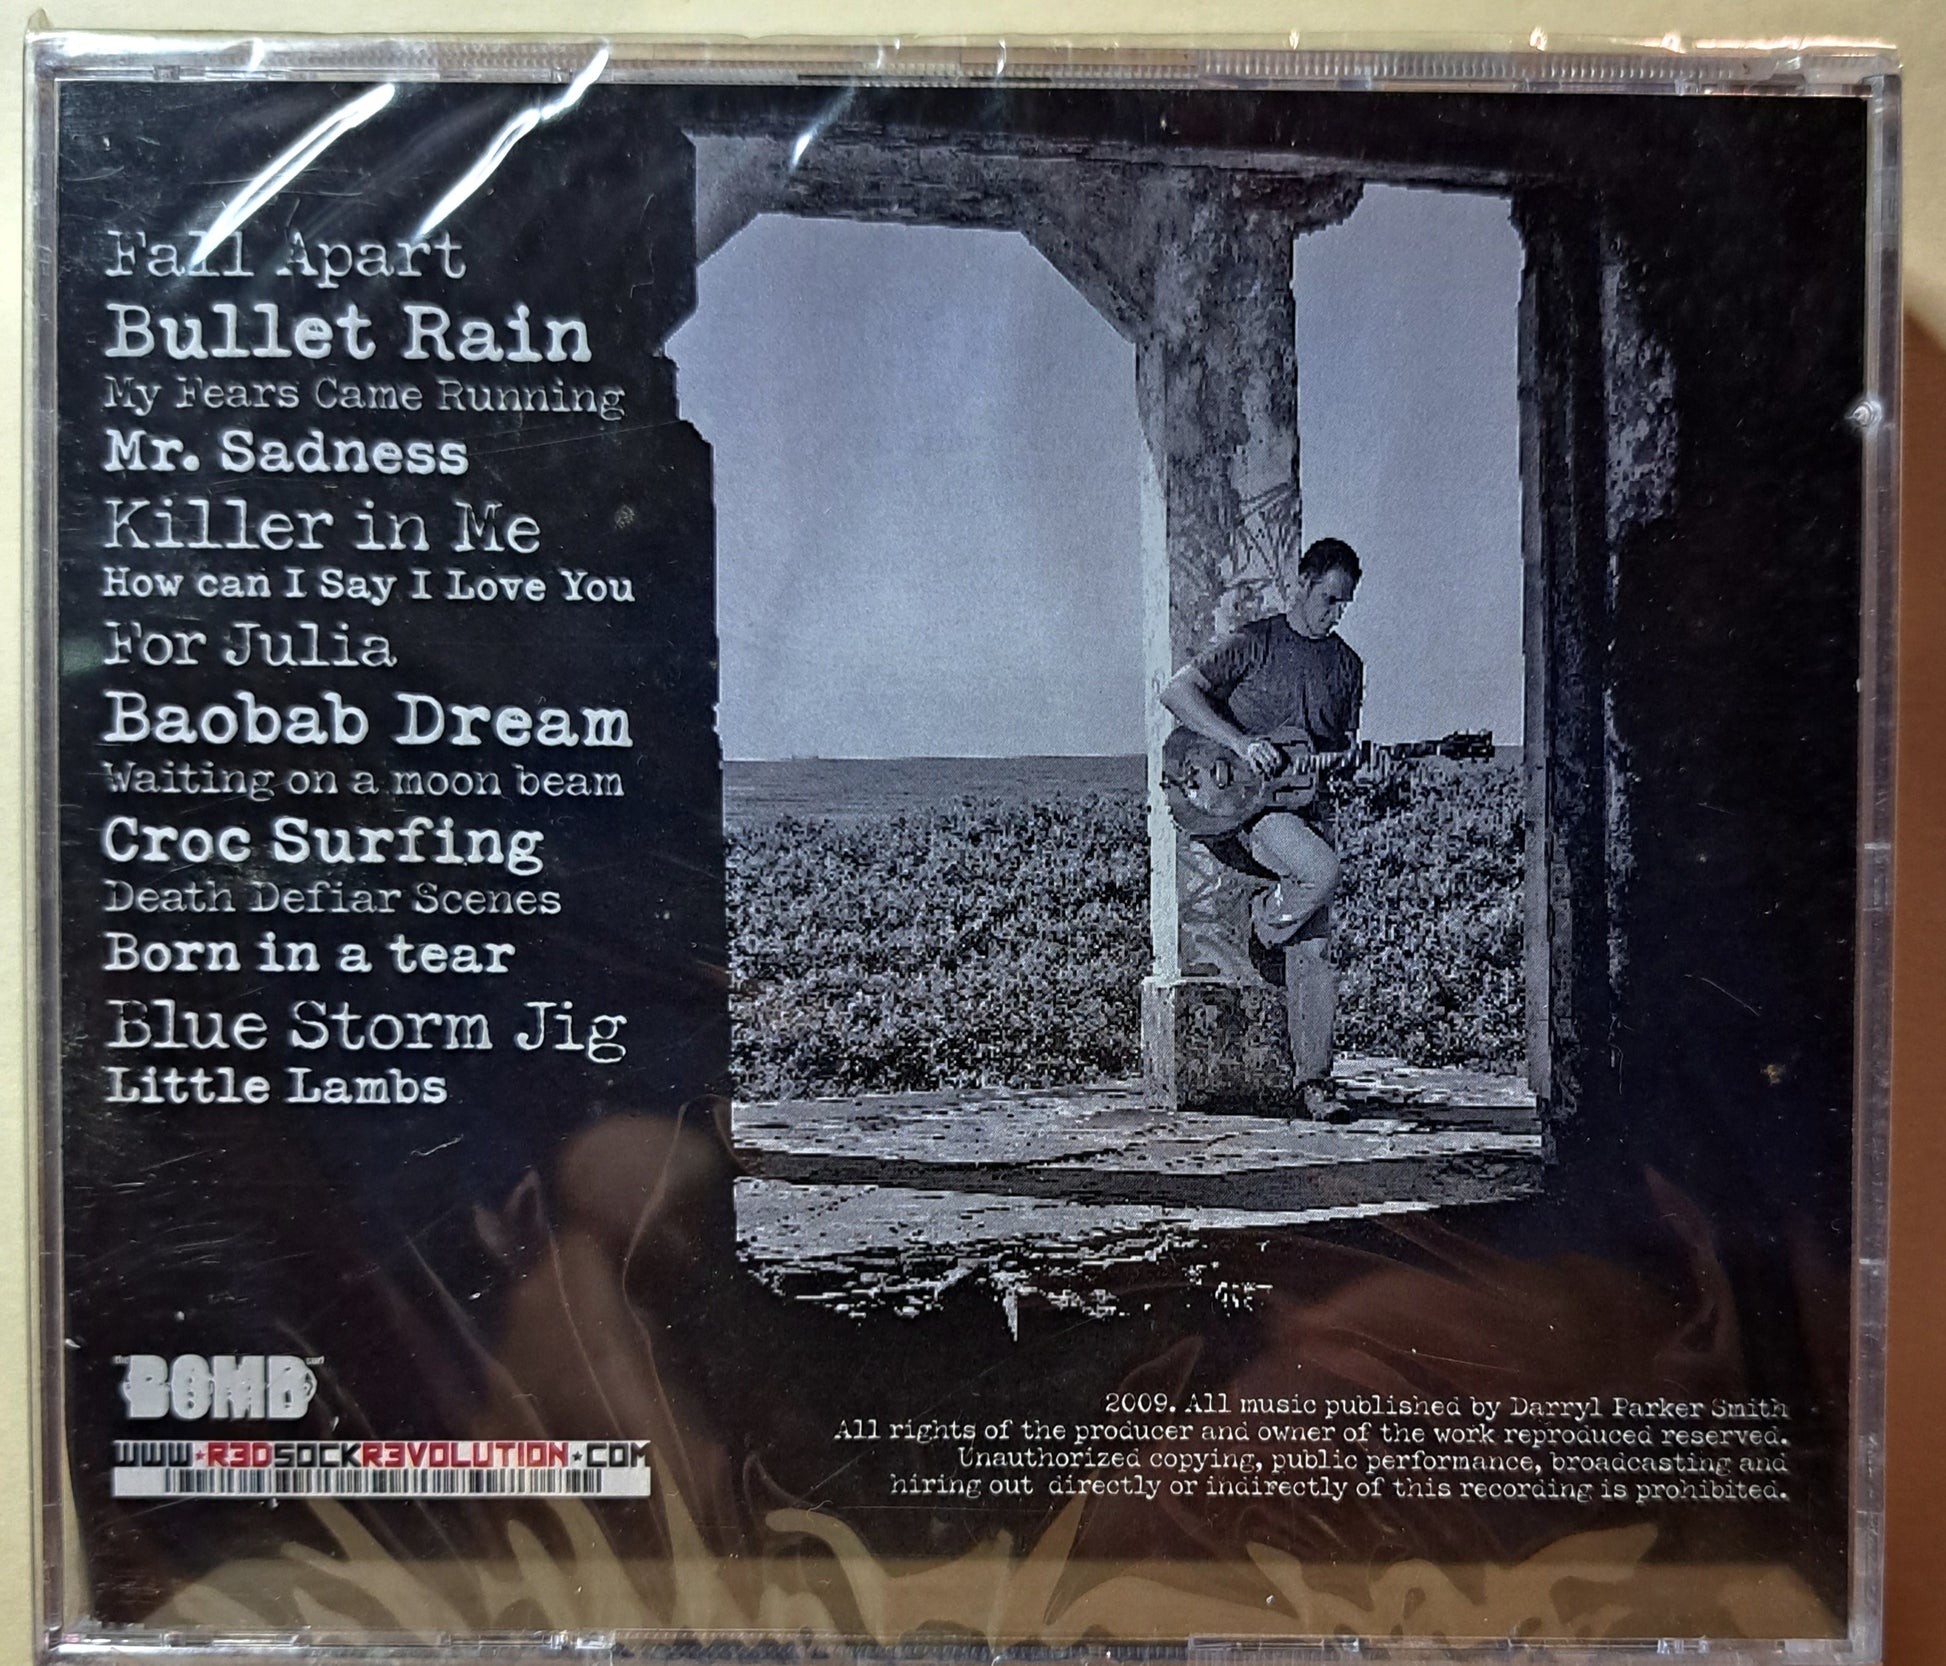 Fall Apart
Bullet Rain
My Fears Came Running
Mr. Sadness
Killer in Me
How can I Say I Love You
For Julia
Baobab Dream
Waiting on a moon beam
Croc Surfing
Death Defiar Scenes
Born in a tear
Blue Storm Jig
Little Lambs
the BOMB surf
WWW★R3DSOCKR3VOLUTION★COM
2009. All music published by Darryl Parker Smith
All rights of the producer and owner of the work reproduced reserved.
Unauthorized copying, public performance, broadcasting and
hiring out directly or indirectly of this recording is prohibited.